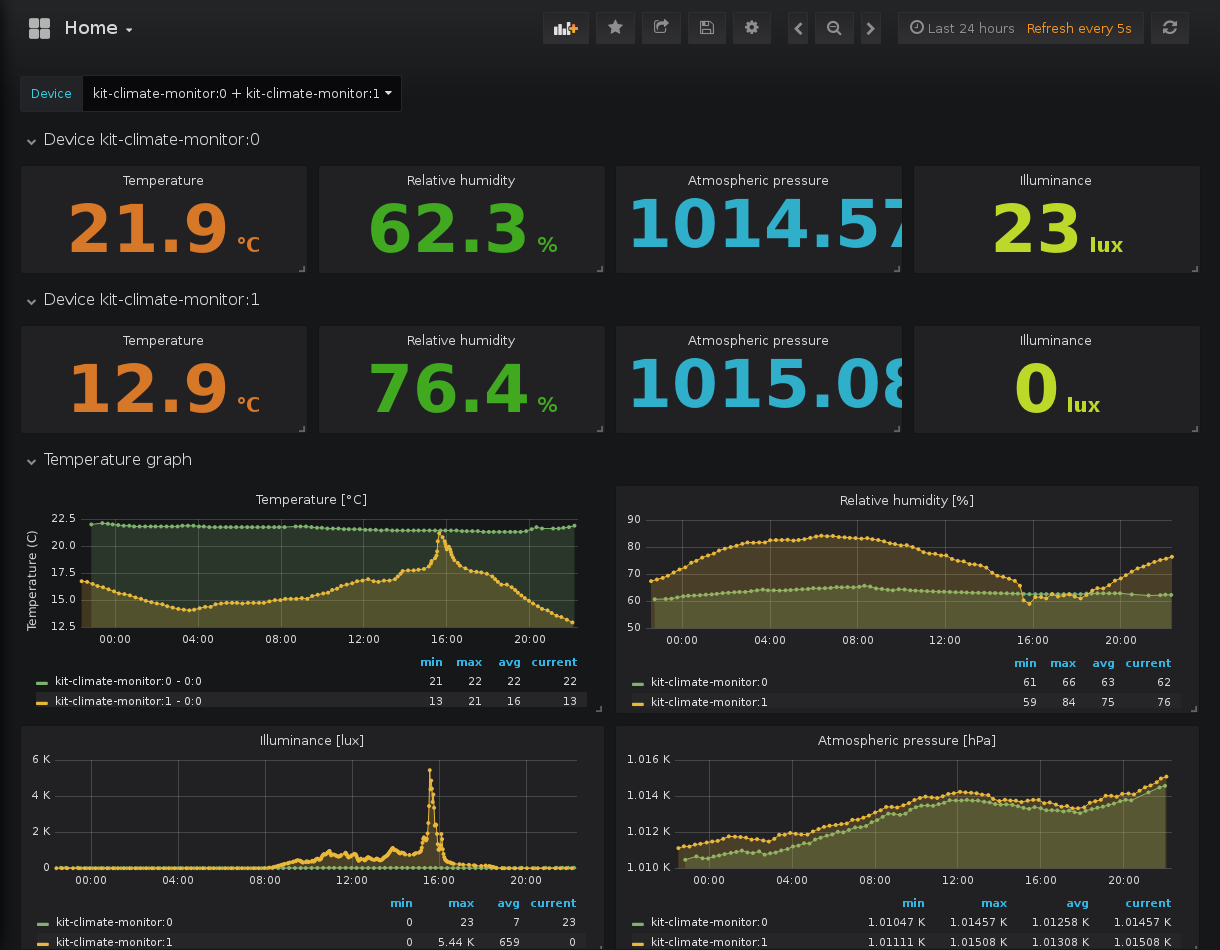 Home
Last 24 hours Refresh every 5s
Device kit-climate-monitor:0 + kit-climate-monitor:1
Device kit-climate-monitor:0
Temperature Relative humidity Atmospheric pressure Illuminance
21.9 °C 62.3 % 1014.57 23 lux
Device kit-climate-monitor:1
Temperature Relative humidity Atmospheric pressure Illuminance
12.9 °C 76.4 % 1015.08 0 lux
Temperature graph
Temperature [°C]
Temperature (C)
22.5
20.0
17.5
15.0
12.5
00:00 04:00 08:00 12:00 16:00 20:00
min max avg current
kit-climate-monitor:0 - 0:0 21 22 22 22
kit-climate-monitor:1 - 0:0 13 21 16 13
Relative humidity [%]
90
80
70
60
50
00:00 04:00 08:00 12:00 16:00 20:00
min max avg current
kit-climate-monitor:0 61 66 63 62
kit-climate-monitor:1 59 84 75 76
Illuminance [lux]
6 K
4 K
2 K
0
00:00 04:00 08:00 12:00 16:00 20:00
min max avg current
kit-climate-monitor:0 0 23 7 23
kit-climate-monitor:1 0 5.44 K 659 0
Atmospheric pressure [hPa]
1.016 K
1.014 K
1.012 K
1.010 K
00:00 04:00 08:00 12:00 16:00 20:00
min max avg current
kit-climate-monitor:0 1.01047 K 1.01457 K 1.01258 K 1.01457 K
kit-climate-monitor:1 1.01111 K 1.01508 K 1.01308 K 1.01508 K